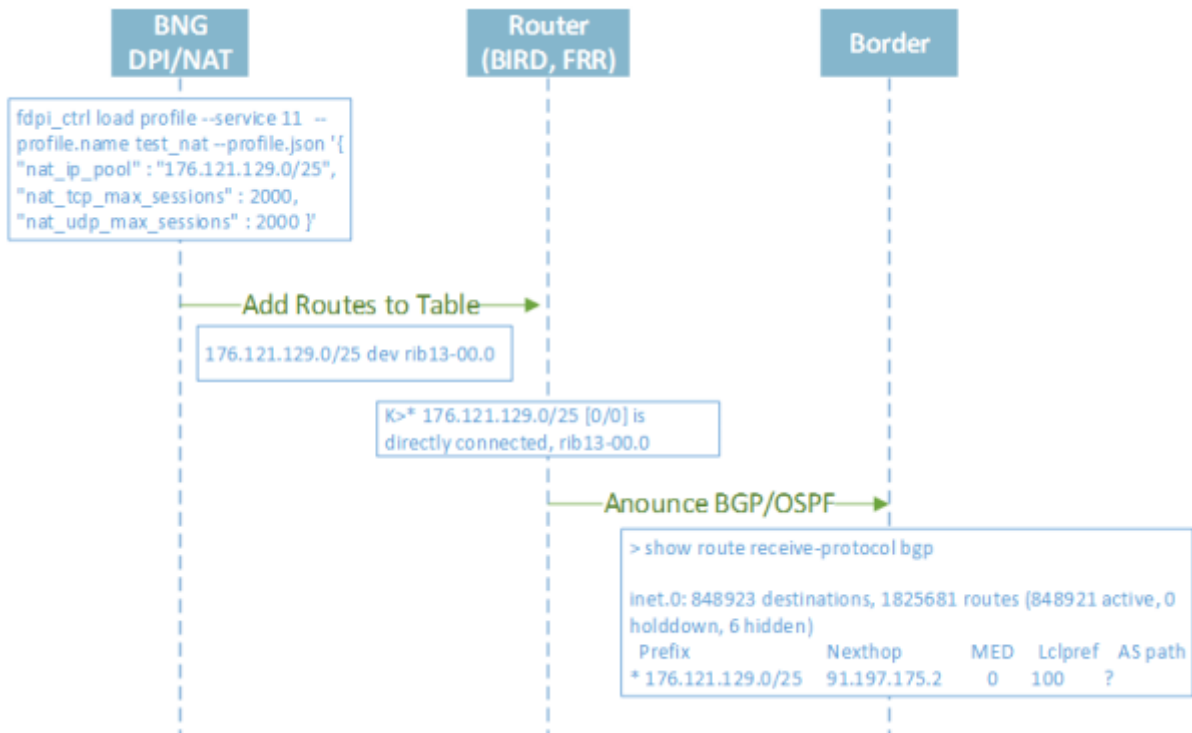 BNG
DPI/NAT
Router
(BIRD, FRR)
Border
fdpi_ctrl load profile --service 11 --
profile.name test_nat --profile.json '{
"nat_ip_pool" : "176.121.129.0/25",
"nat_tcp_max_sessions" : 2000,
"nat_udp_max_sessions" : 2000 }'
Add Routes to Table
176.121.129.0/25 dev rib13-00.0
K>* 176.121.129.0/25 [0/0] is
directly connected, rib13-00.0
Anounce BGP/OSPF
> show route receive-protocol bgp
inet.0: 848923 destinations, 1825681 routes (848921 active, 0
holddown, 6 hidden)
Prefix Nexthop MED Lclpref AS path
* 176.121.129.0/25 91.197.175.2 0 100 ?